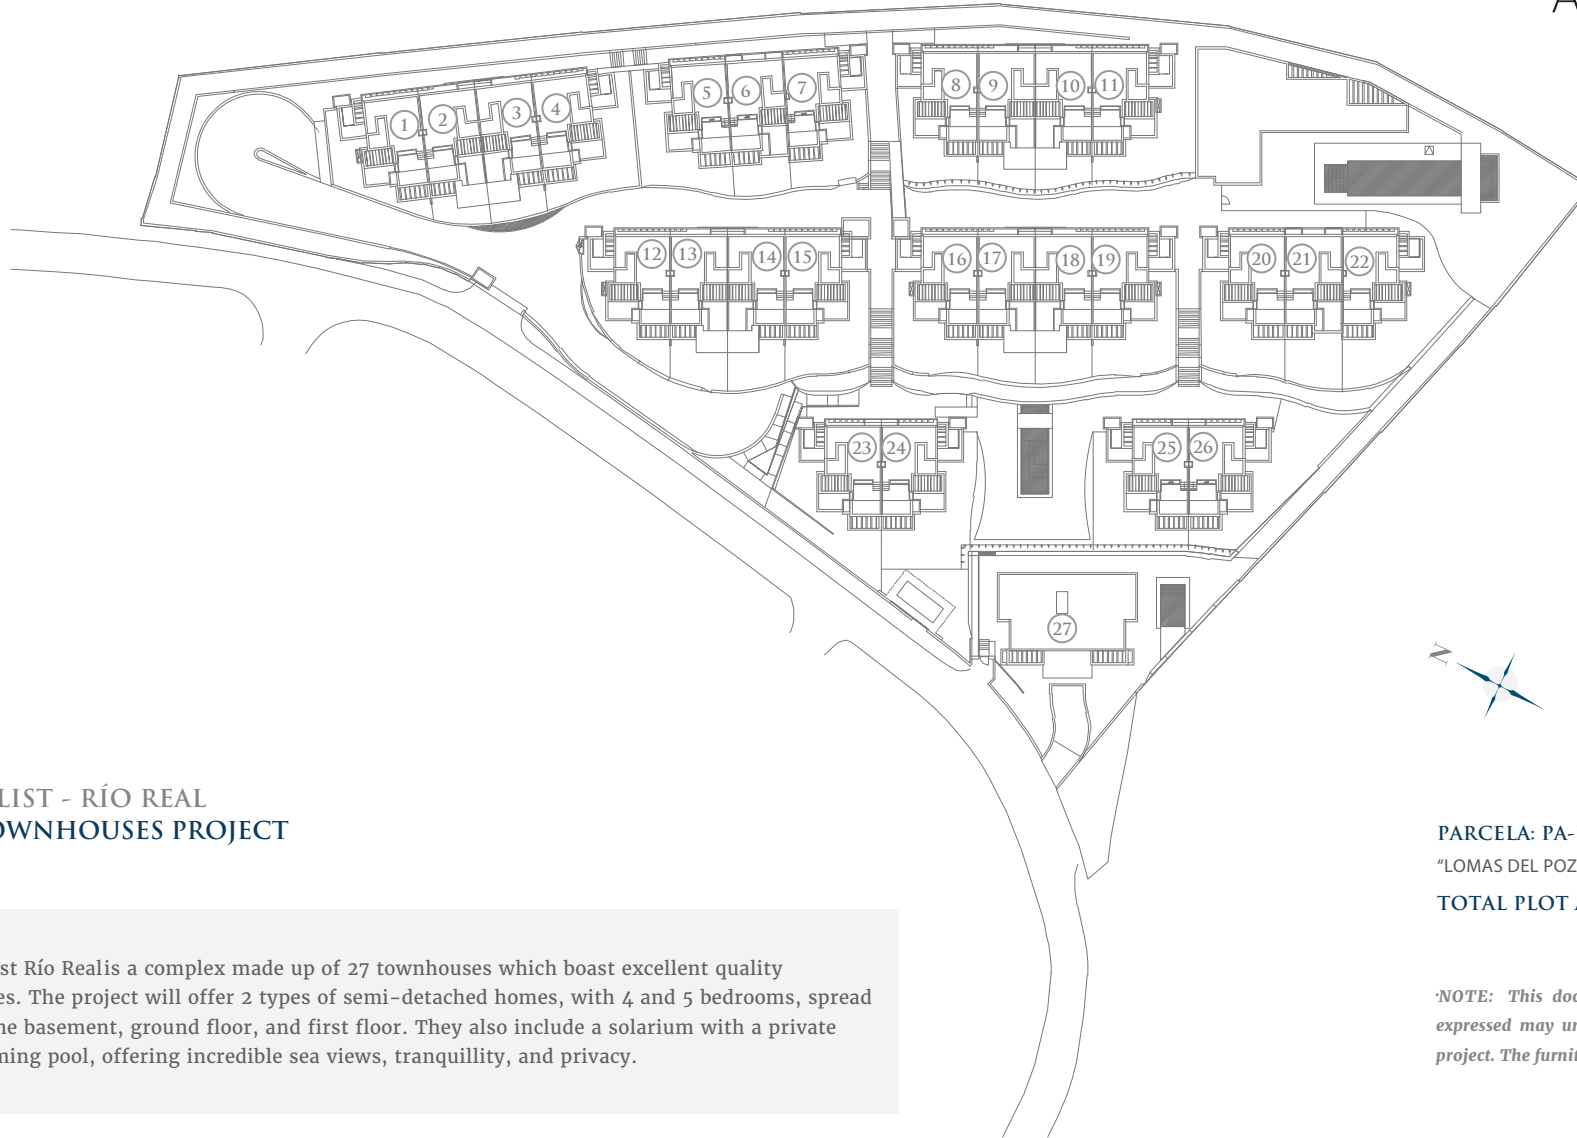 1
2
3
4
5
6
7
8
9
10
11
12
13
14
15
16
17
18
19
20
21
22
23
24
25
26
27
N
LIST - RÍO REAL
TOWNHOUSES PROJECT
PARCELA: PA-
“LOMAS DEL POZ
TOTAL PLOT
st Río Realis a complex made up of 27 townhouses which boast excellent quality
es. The project will offer 2 types of semi-detached homes, with 4 and 5 bedrooms, spread
he basement, ground floor, and first floor. They also include a solarium with a private
ming pool, offering incredible sea views, tranquillity, and privacy.
·NOTE: This doc
expressed may un
project. The furnit